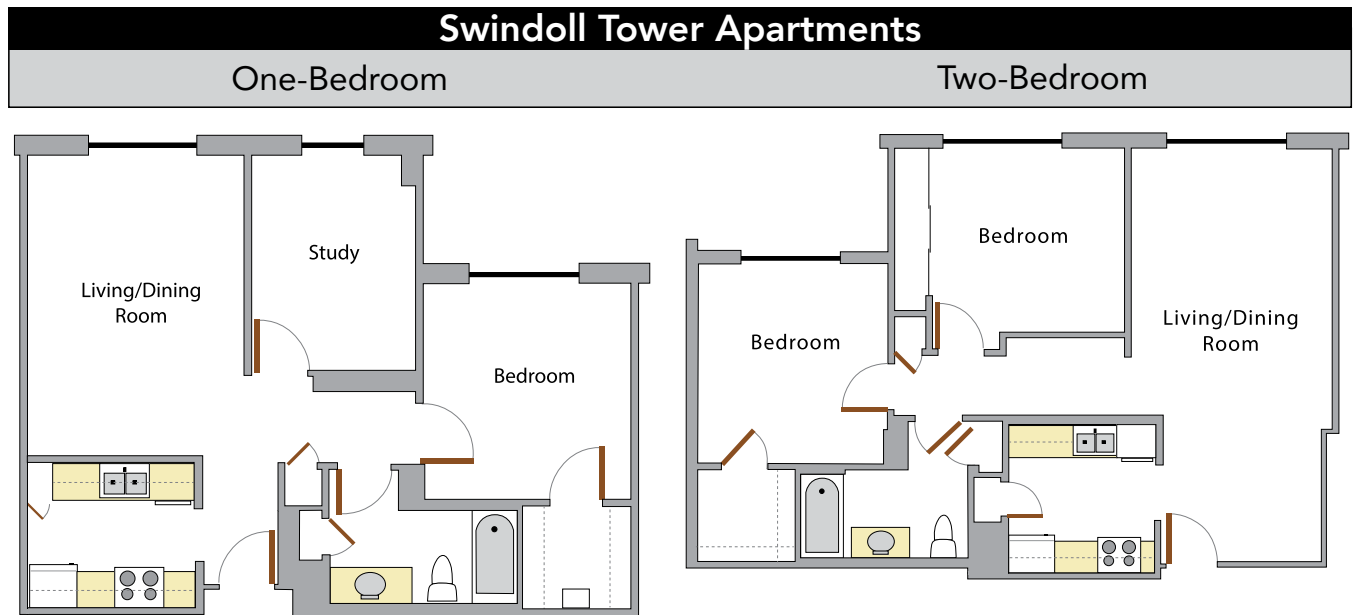 Swindoll Tower Apartments
One-Bedroom
Two-Bedroom
Living/Dining
Room
Study
Bedroom
Bedroom
Bedroom
Living/Dining
Room